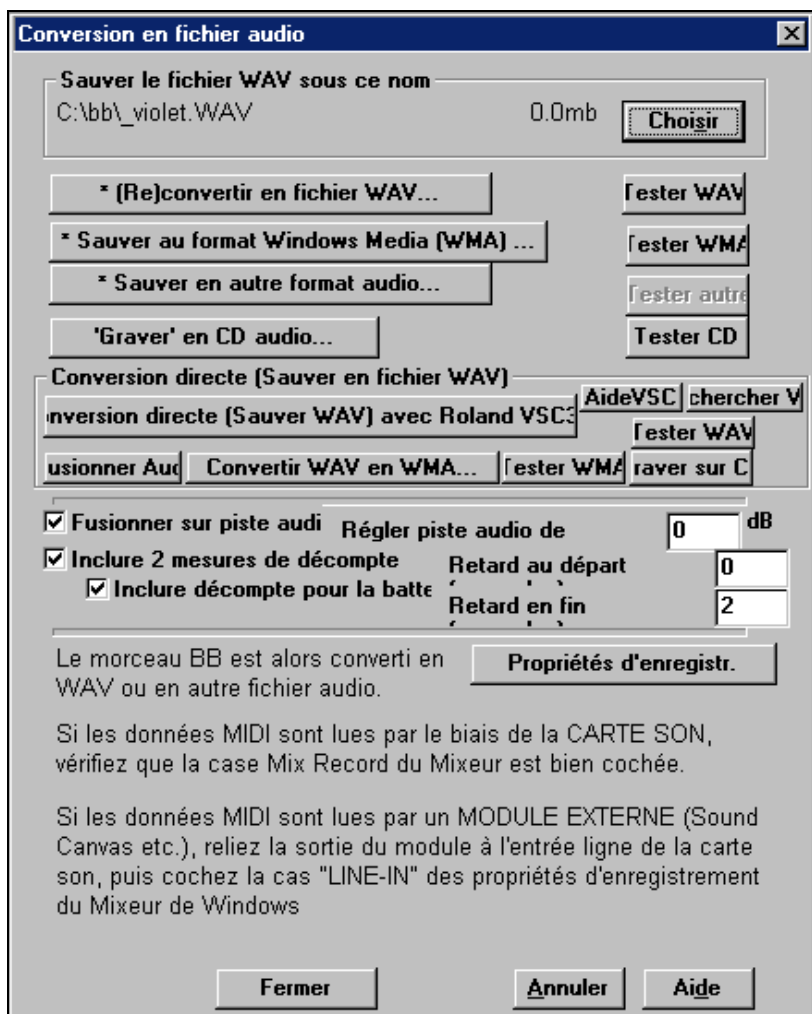 Conversion en fichier audio
Sauver le fichier WAV sous ce nom
C:\bb\_violet.WAV 0.0mb Choisir
* (Re)convertir en fichier WAV... Tester WAV
* Sauver au format Windows Media (WMA) ... Tester WMA
* Sauver en autre format audio... Tester autre
'Graver' en CD audio... Tester CD
Conversion directe (Sauver en fichier WAV)
AideVSC chercher V
onversion directe (Sauver WAV) avec Roland VSC3
Tester WAV
usionner Aud Convertir WAV en WMA... Tester WMA raver sur C
Fusionner sur piste audi Régler piste audio de 0 dB
Inclure 2 mesures de décompte Retard au départ 0
Inclure décompte pour la batte Retard en fin 2
Le morceau BB est alors converti en
WAV ou en autre fichier audio.
Propriétés d'enregistr.
Si les données MIDI sont lues par le biais de la CARTE SON,
vérifiez que la case Mix Record du Mixeur est bien cochée.
Si les données MIDI sont lues par un MODULE EXTERNE (Sound
Canvas etc.), reliez la sortie du module à l'entrée ligne de la carte
son, puis cochez la cas "LINE-IN" des propriétés d'enregistrement
du Mixeur de Windows
Fermer Annuler Aide